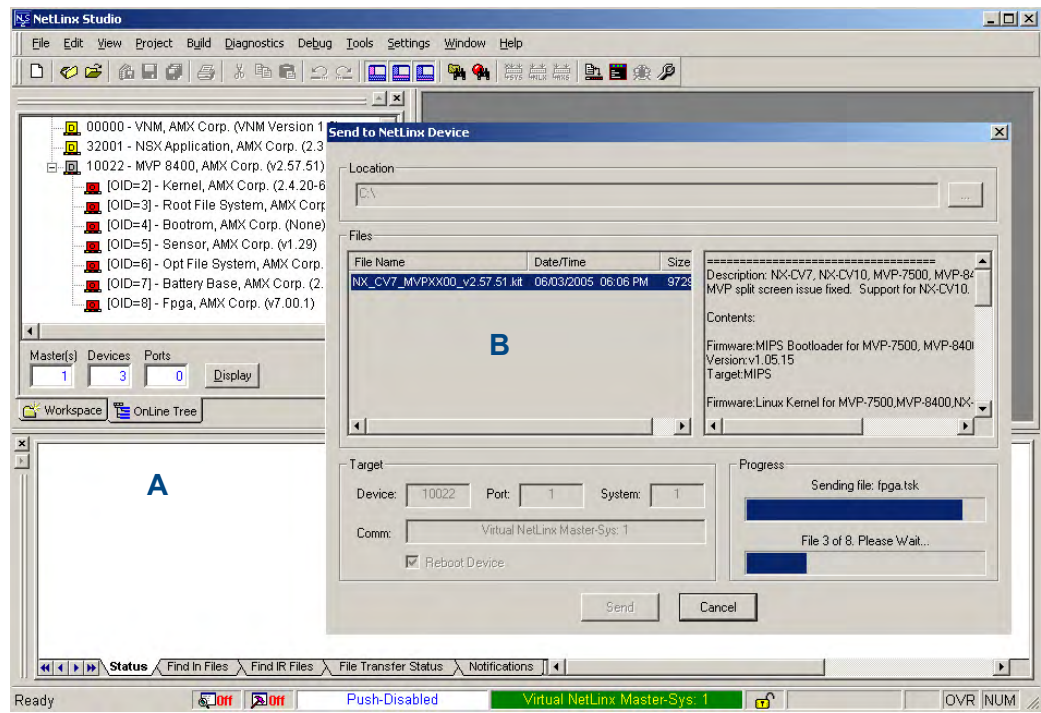 NetLinx Studio
File Edit View Project Build Diagnostics Debug Tools Settings Window Help
00000 - VNM, AMX Corp. (VNM Version 1
32001 - NSX Application, AMX Corp. (2.3
10022 - MVP 8400, AMX Corp. (v2.57.51)
[OID=2] - Kernel, AMX Corp. (2.4.20-6
[OID=3] - Root File System, AMX Corp
[OID=4] - Bootrom, AMX Corp. (None)
[OID=5] - Sensor, AMX Corp. (v1.29)
[OID=6] - Opt File System, AMX Corp.
[OID=7] - Battery Base, AMX Corp. (2.
[OID=8] - Fpga, AMX Corp. (v7.00.1)
Master(s) Devices Ports
1 3 0 Display
Workspace OnLine Tree
A
Send to NetLinx Device
Location
C:\
...
Files
File Name Date/Time Size
NX_CV7_MVPXX00_v2.57.51.kit 06/03/2005 06:06 PM 9729
B
====================================
Description: NX-CV7, NX-CV10, MVP-7500, MVP-84
MVP split screen issue fixed. Support for NX-CV10.
Contents:
Firmware:MIPS Bootloader for MVP-7500, MVP-840
Version:v1.05.15
Target:MIPS
Firmware:Linux Kernel for MVP-7500,MVP-8400,NX-
Target
Device: 10022 Port: 1 System: 1
Comm: Virtual NetLinx Master-Sys: 1
Reboot Device
Progress
Sending file: fpga.tsk
File 3 of 8. Please Wait...
Send Cancel
Status Find In Files Find IR Files File Transfer Status Notifications
Ready Off Off Push-Disabled Virtual NetLinx Master-Sys: 1 OVR NUM